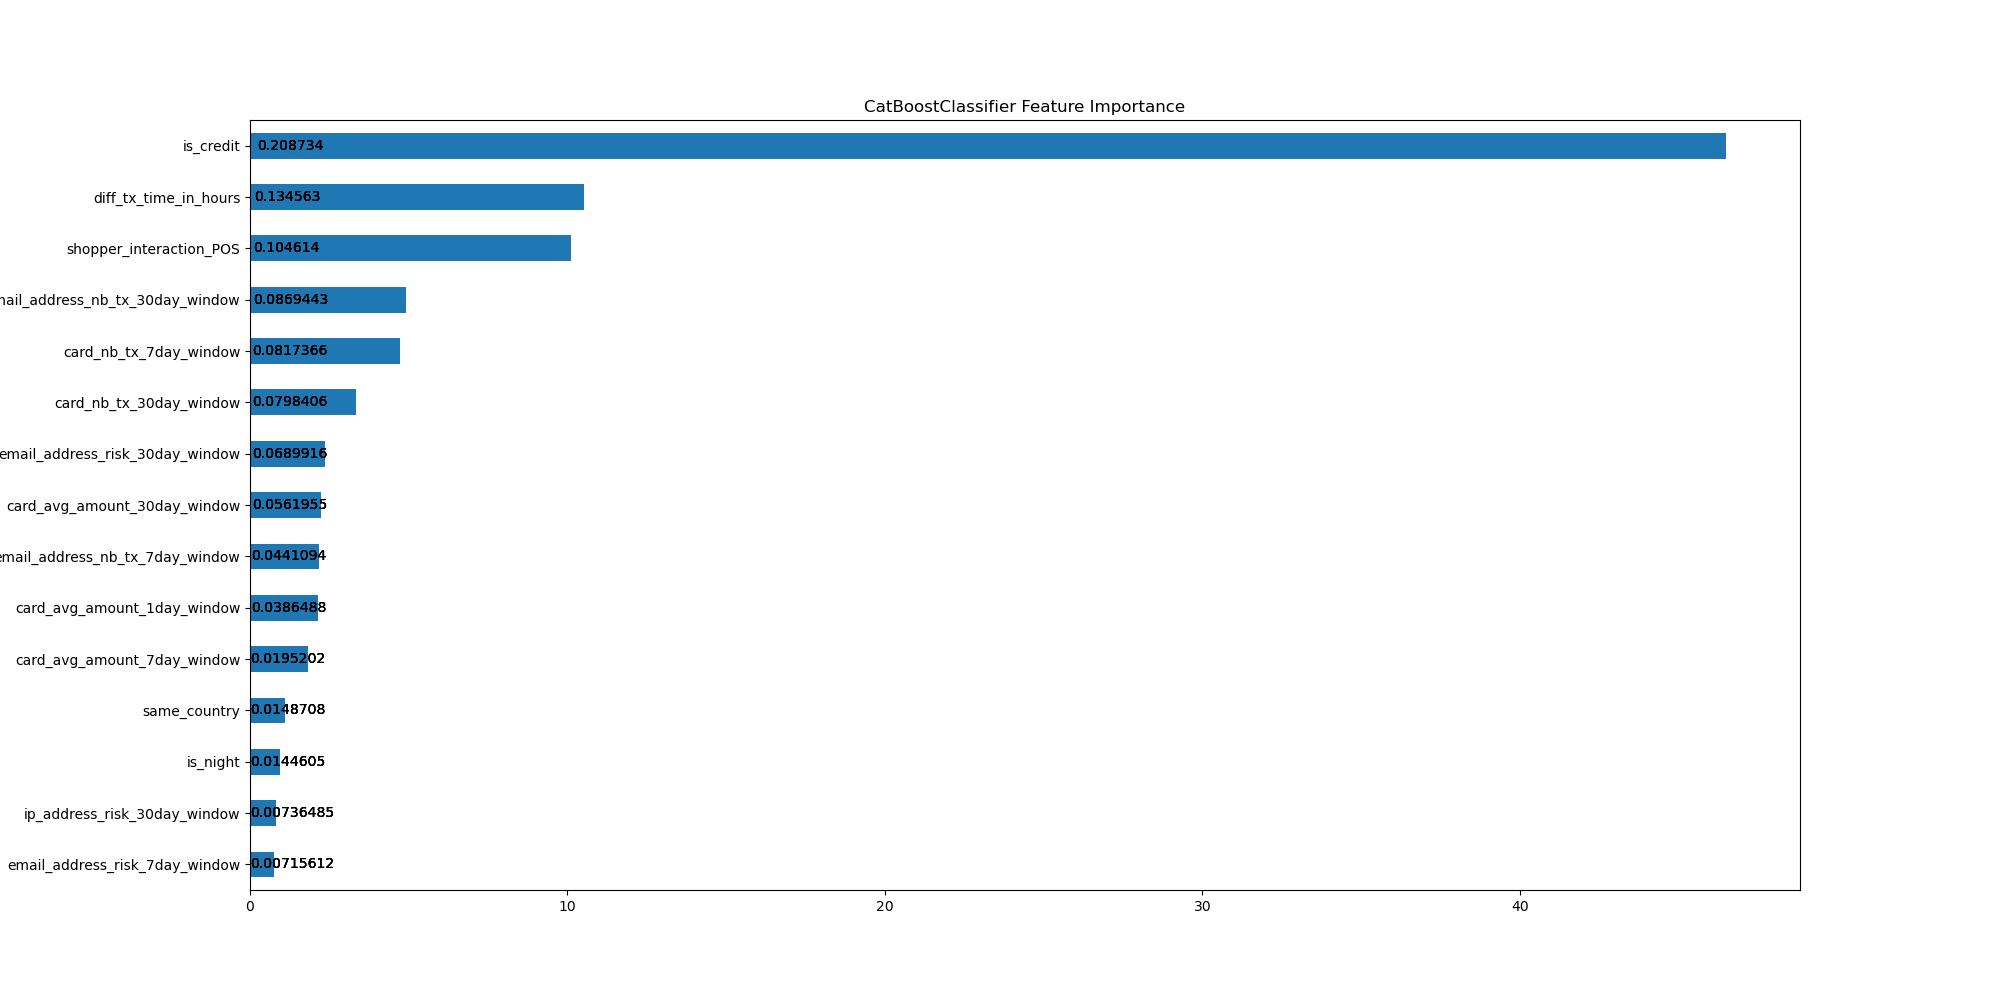 CatBoostClassifier Feature Importance
is_credit 0.208734
diff_tx_time_in_hours 0.134563
shopper_interaction_POS 0.104614
ail_address_nb_tx_30day_window 0.0869443
card_nb_tx_7day_window 0.0817366
card_nb_tx_30day_window 0.0798406
email_address_risk_30day_window 0.0689916
card_avg_amount_30day_window 0.0561955
email_address_nb_tx_7day_window 0.0441094
card_avg_amount_1day_window 0.0386488
card_avg_amount_7day_window 0.0195202
same_country 0.0148708
is_night 0.0144605
ip_address_risk_30day_window 0.00736485
email_address_risk_7day_window 0.00715612
0 10 20 30 40